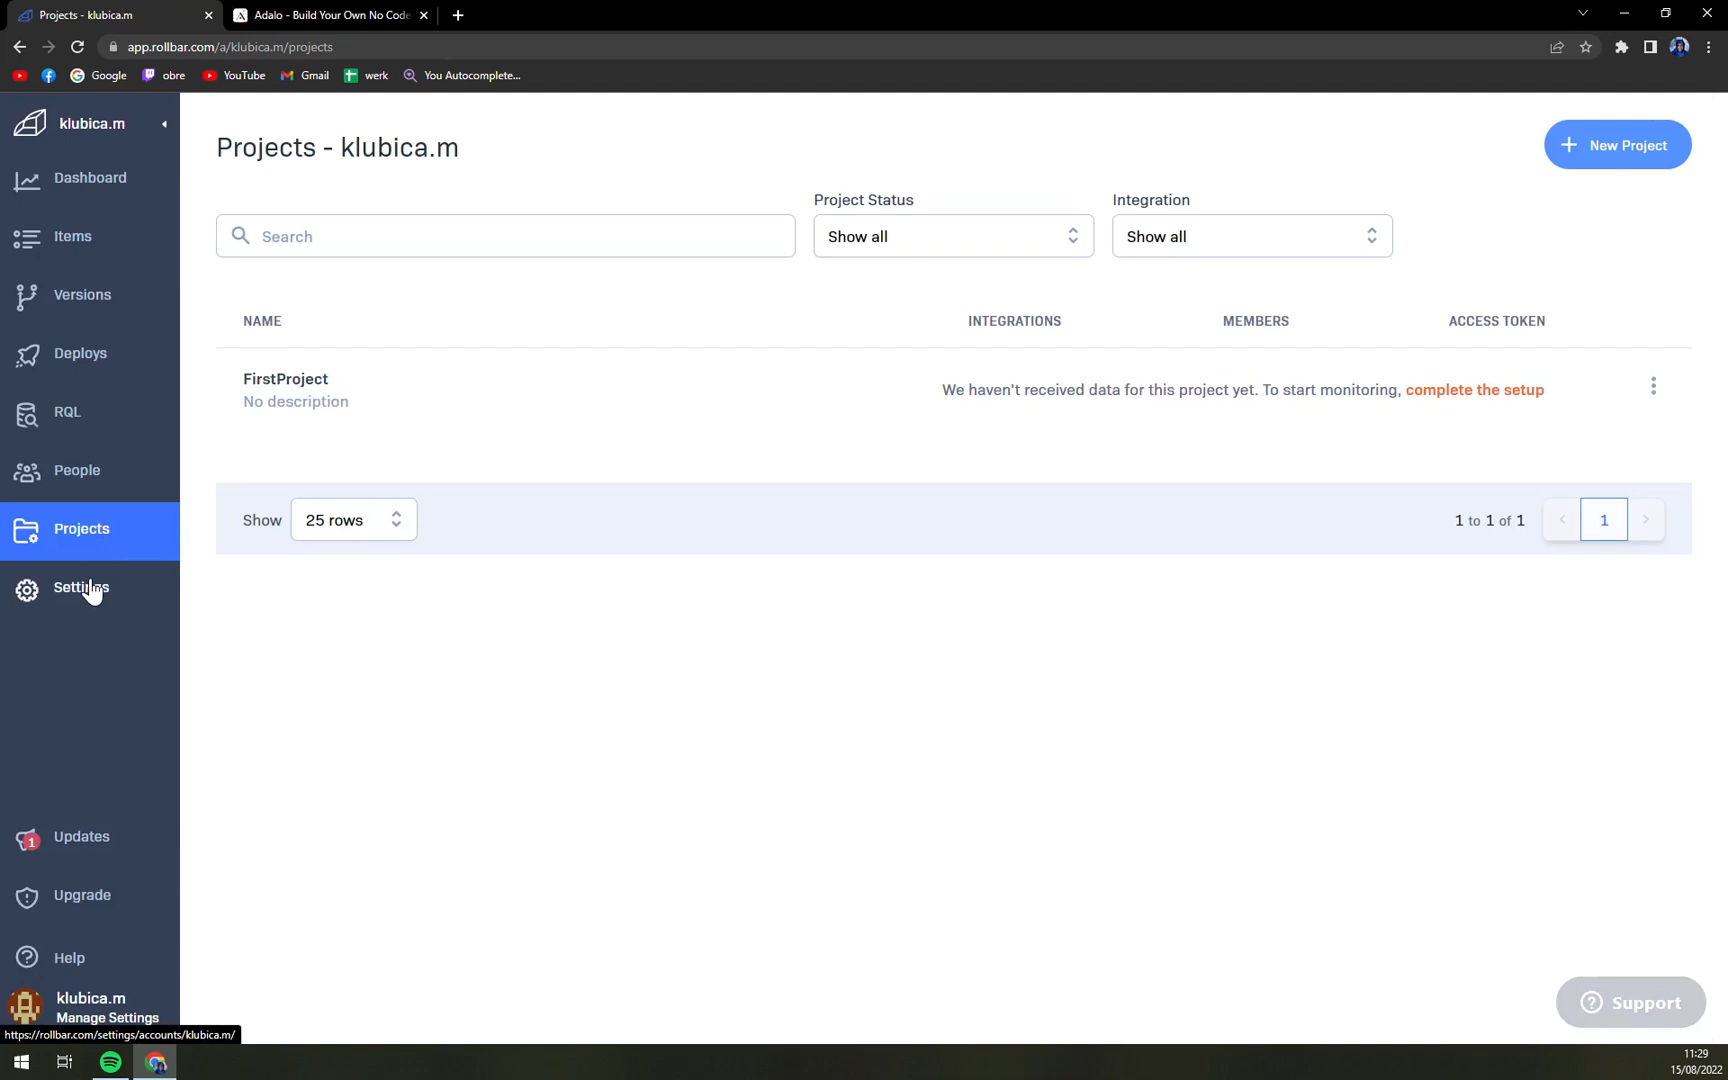 Projects - klubica.m
Adalo - Build Your Own No Code
app.rollbar.com/a/klubica.m/projects
Google
obre
YouTube
Gmail
werk
You Autocomplete...
klubica.m
Dashboard
Items
Versions
Deploys
RQL
People
Projects
Settings
Updates
1
Upgrade
Help
klubica.m
Manage Settings
https://rollbar.com/settings/accounts/klubica.m/
Projects - klubica.m
+ New Project
Search
Project Status
Show all
Integration
Show all
NAME INTEGRATIONS MEMBERS ACCESS TOKEN
FirstProject
No description
We haven't received data for this project yet. To start monitoring, complete the setup
Show 25 rows
1 to 1 of 1
1
Support
11:29
15/08/2022